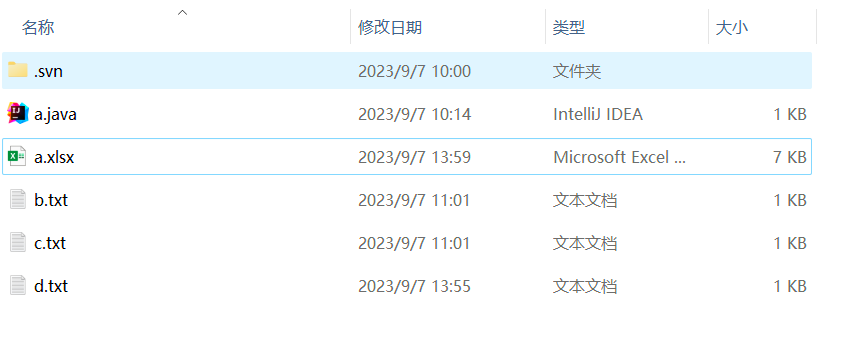 名称 修改日期 类型 大小
.svn 2023/9/7 10:00 文件夹
a.java 2023/9/7 10:14 IntelliJ IDEA 1 KB
a.xlsx 2023/9/7 13:59 Microsoft Excel ... 7 KB
b.txt 2023/9/7 11:01 文本文档 1 KB
c.txt 2023/9/7 11:01 文本文档 1 KB
d.txt 2023/9/7 13:55 文本文档 1 KB